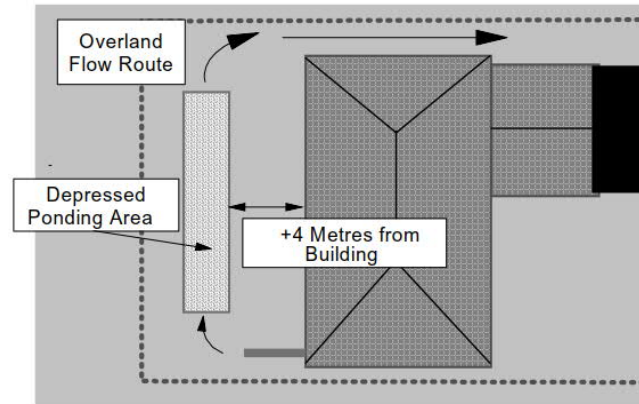 Overland
Flow Route
Depressed
Ponding Area
+4 Metres from
Building